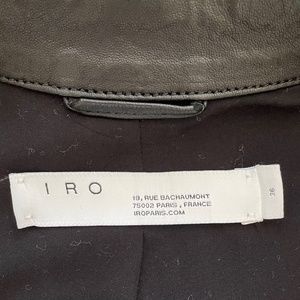 IRO
19, RUE BACHAUMONT
75002 PARIS , FRANCE
IROPARIS.COM
36